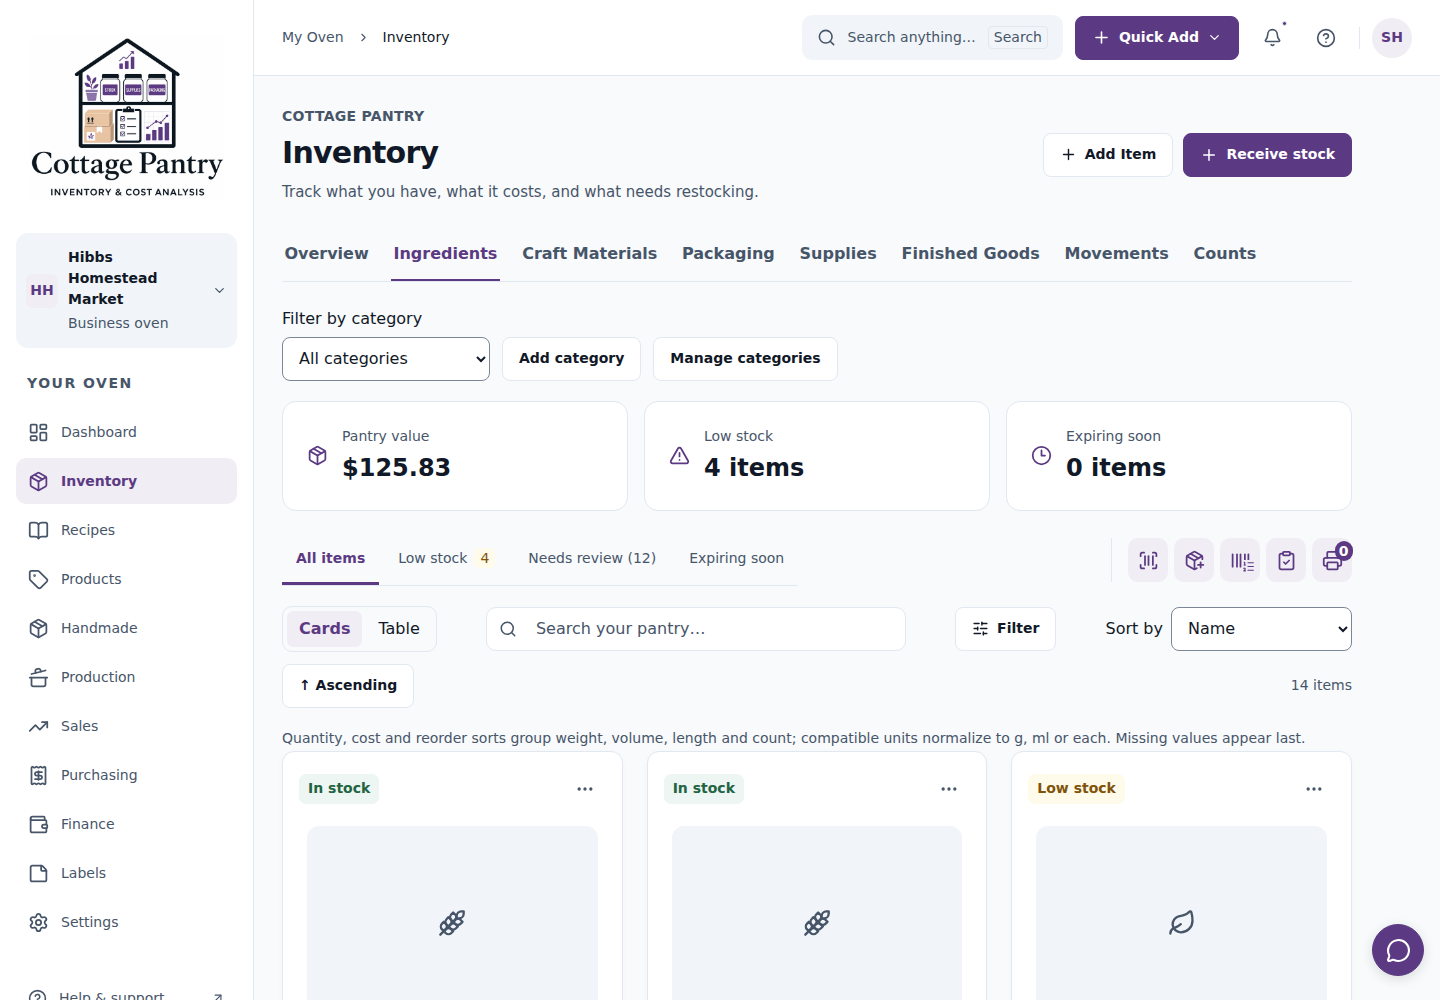 Cottage Pantry
INVENTORY & COST ANALYSIS
HH
Hibbs
Homestead
Market
Business oven
YOUR OVEN
Dashboard
Inventory
Recipes
Products
Handmade
Production
Sales
Purchasing
Finance
Labels
Settings
Help & support
My Oven > Inventory
Search anything… Search
Quick Add
SH
COTTAGE PANTRY
Inventory
Track what you have, what it costs, and what needs restocking.
Add Item
Receive stock
Overview Ingredients Craft Materials Packaging Supplies Finished Goods Movements Counts
Filter by category
All categories Add category Manage categories
Pantry value
$125.83
Low stock
4 items
Expiring soon
0 items
All items Low stock 4 Needs review (12) Expiring soon
0
Cards Table Search your pantry… Filter Sort by Name
↑ Ascending 14 items
Quantity, cost and reorder sorts group weight, volume, length and count; compatible units normalize to g, ml or each. Missing values appear last.
In stock In stock Low stock